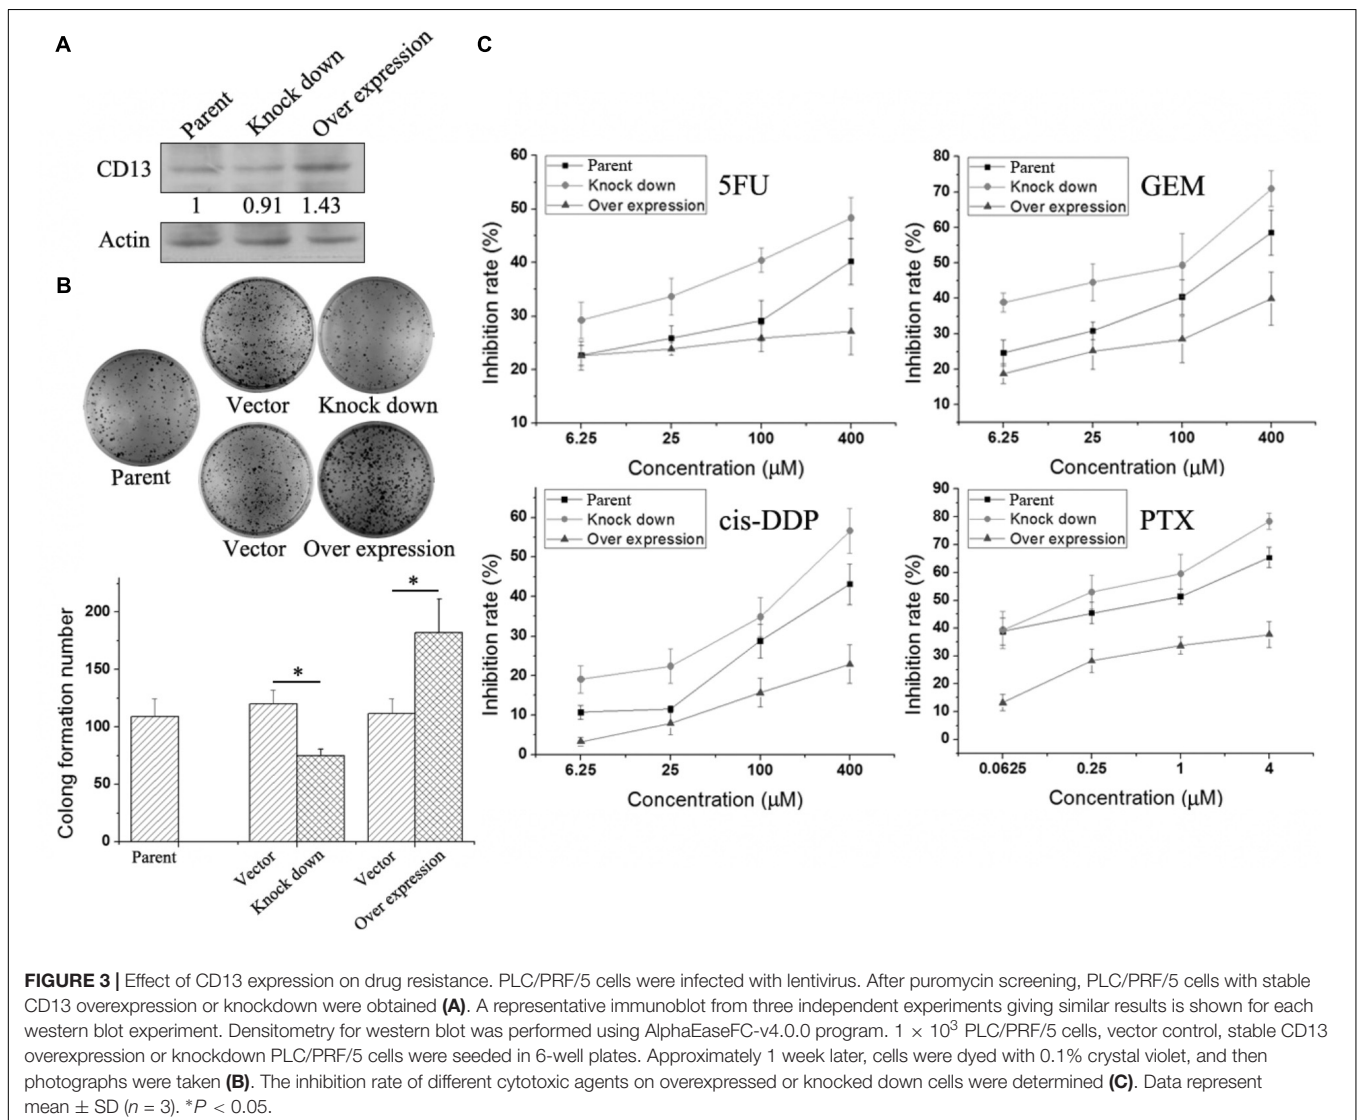 A
Parent
Knock down
Over expression
CD13
1 0.91 1.43
Actin
B
Vector Knock down
Parent
Vector Over expression
Colong formation number
200
150
100
50
0
*
*
Parent
Vector
Knock down
Vector
Over expression
C
Parent
Knock down
Over expression
5FU
Inhibition rate (%)
60
50
40
30
20
10
6.25 25 100 400
Concentration (μM)
Parent
Knock down
Over expression
GEM
Inhibition rate (%)
80
70
60
50
40
30
20
10
6.25 25 100 400
Concentration (μM)
Parent
Knock down
Over expression
cis-DDP
Inhibition rate (%)
60
50
40
30
20
10
0
6.25 25 100 400
Concentration (μM)
Parent
Knock down
Over expression
PTX
Inhibition rate (%)
90
80
70
60
50
40
30
20
10
0
0.0625 0.25 1 4
Concentration (μM)
FIGURE 3 | Effect of CD13 expression on drug resistance. PLC/PRF/5 cells were infected with lentivirus. After puromycin screening, PLC/PRF/5 cells with stable
CD13 overexpression or knockdown were obtained (A). A representative immunoblot from three independent experiments giving similar results is shown for each
western blot experiment. Densitometry for western blot was performed using AlphaEaseFC-v4.0.0 program. 1 × 10³ PLC/PRF/5 cells, vector control, stable CD13
overexpression or knockdown PLC/PRF/5 cells were seeded in 6-well plates. Approximately 1 week later, cells were dyed with 0.1% crystal violet, and then
photographs were taken (B). The inhibition rate of different cytotoxic agents on overexpressed or knocked down cells were determined (C). Data represent
mean ± SD (n = 3). *P < 0.05.